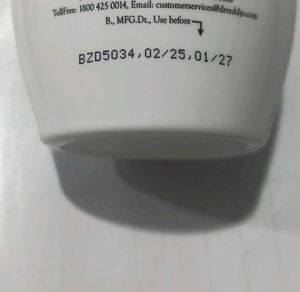 TollFree: 1800 425 0014, Email: customerservices@drreddys.com
B., MFG.Dt., Use before
BZD5034,02/25,01/27